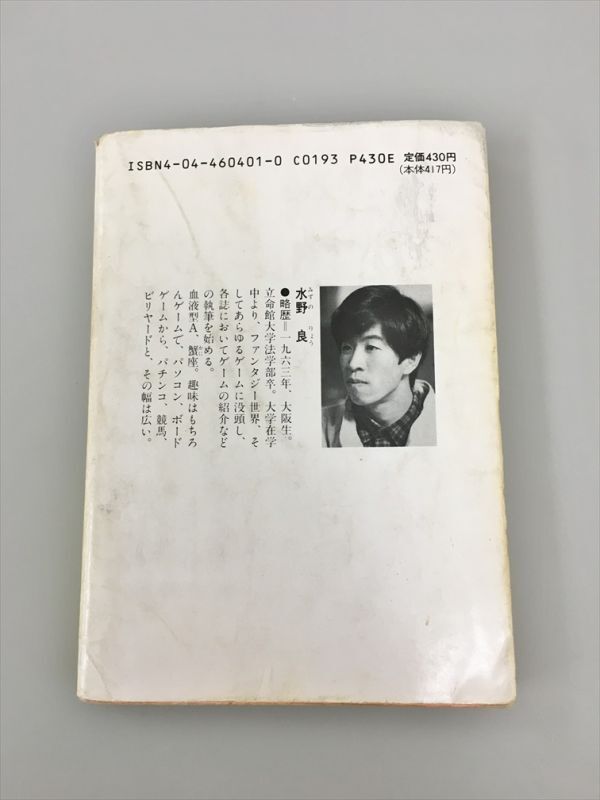 ISBN4-04-460401-0 C0193 P430E 定価430円
(本体417円)
水野 良
みずの りょう
●略歴＝一九六三年、大阪生。
立命館大学法学部卒。大学在学
中より、ファンタジー世界、そ
してあらゆるゲームに没頭し、
各誌においてゲームの紹介など
の執筆を始める。
血液型A、蟹座。趣味はもちろ
かに
んゲームで、パソコン、ボード
ゲームから、パチンコ、競馬、
ビリヤードと、その幅は広い。